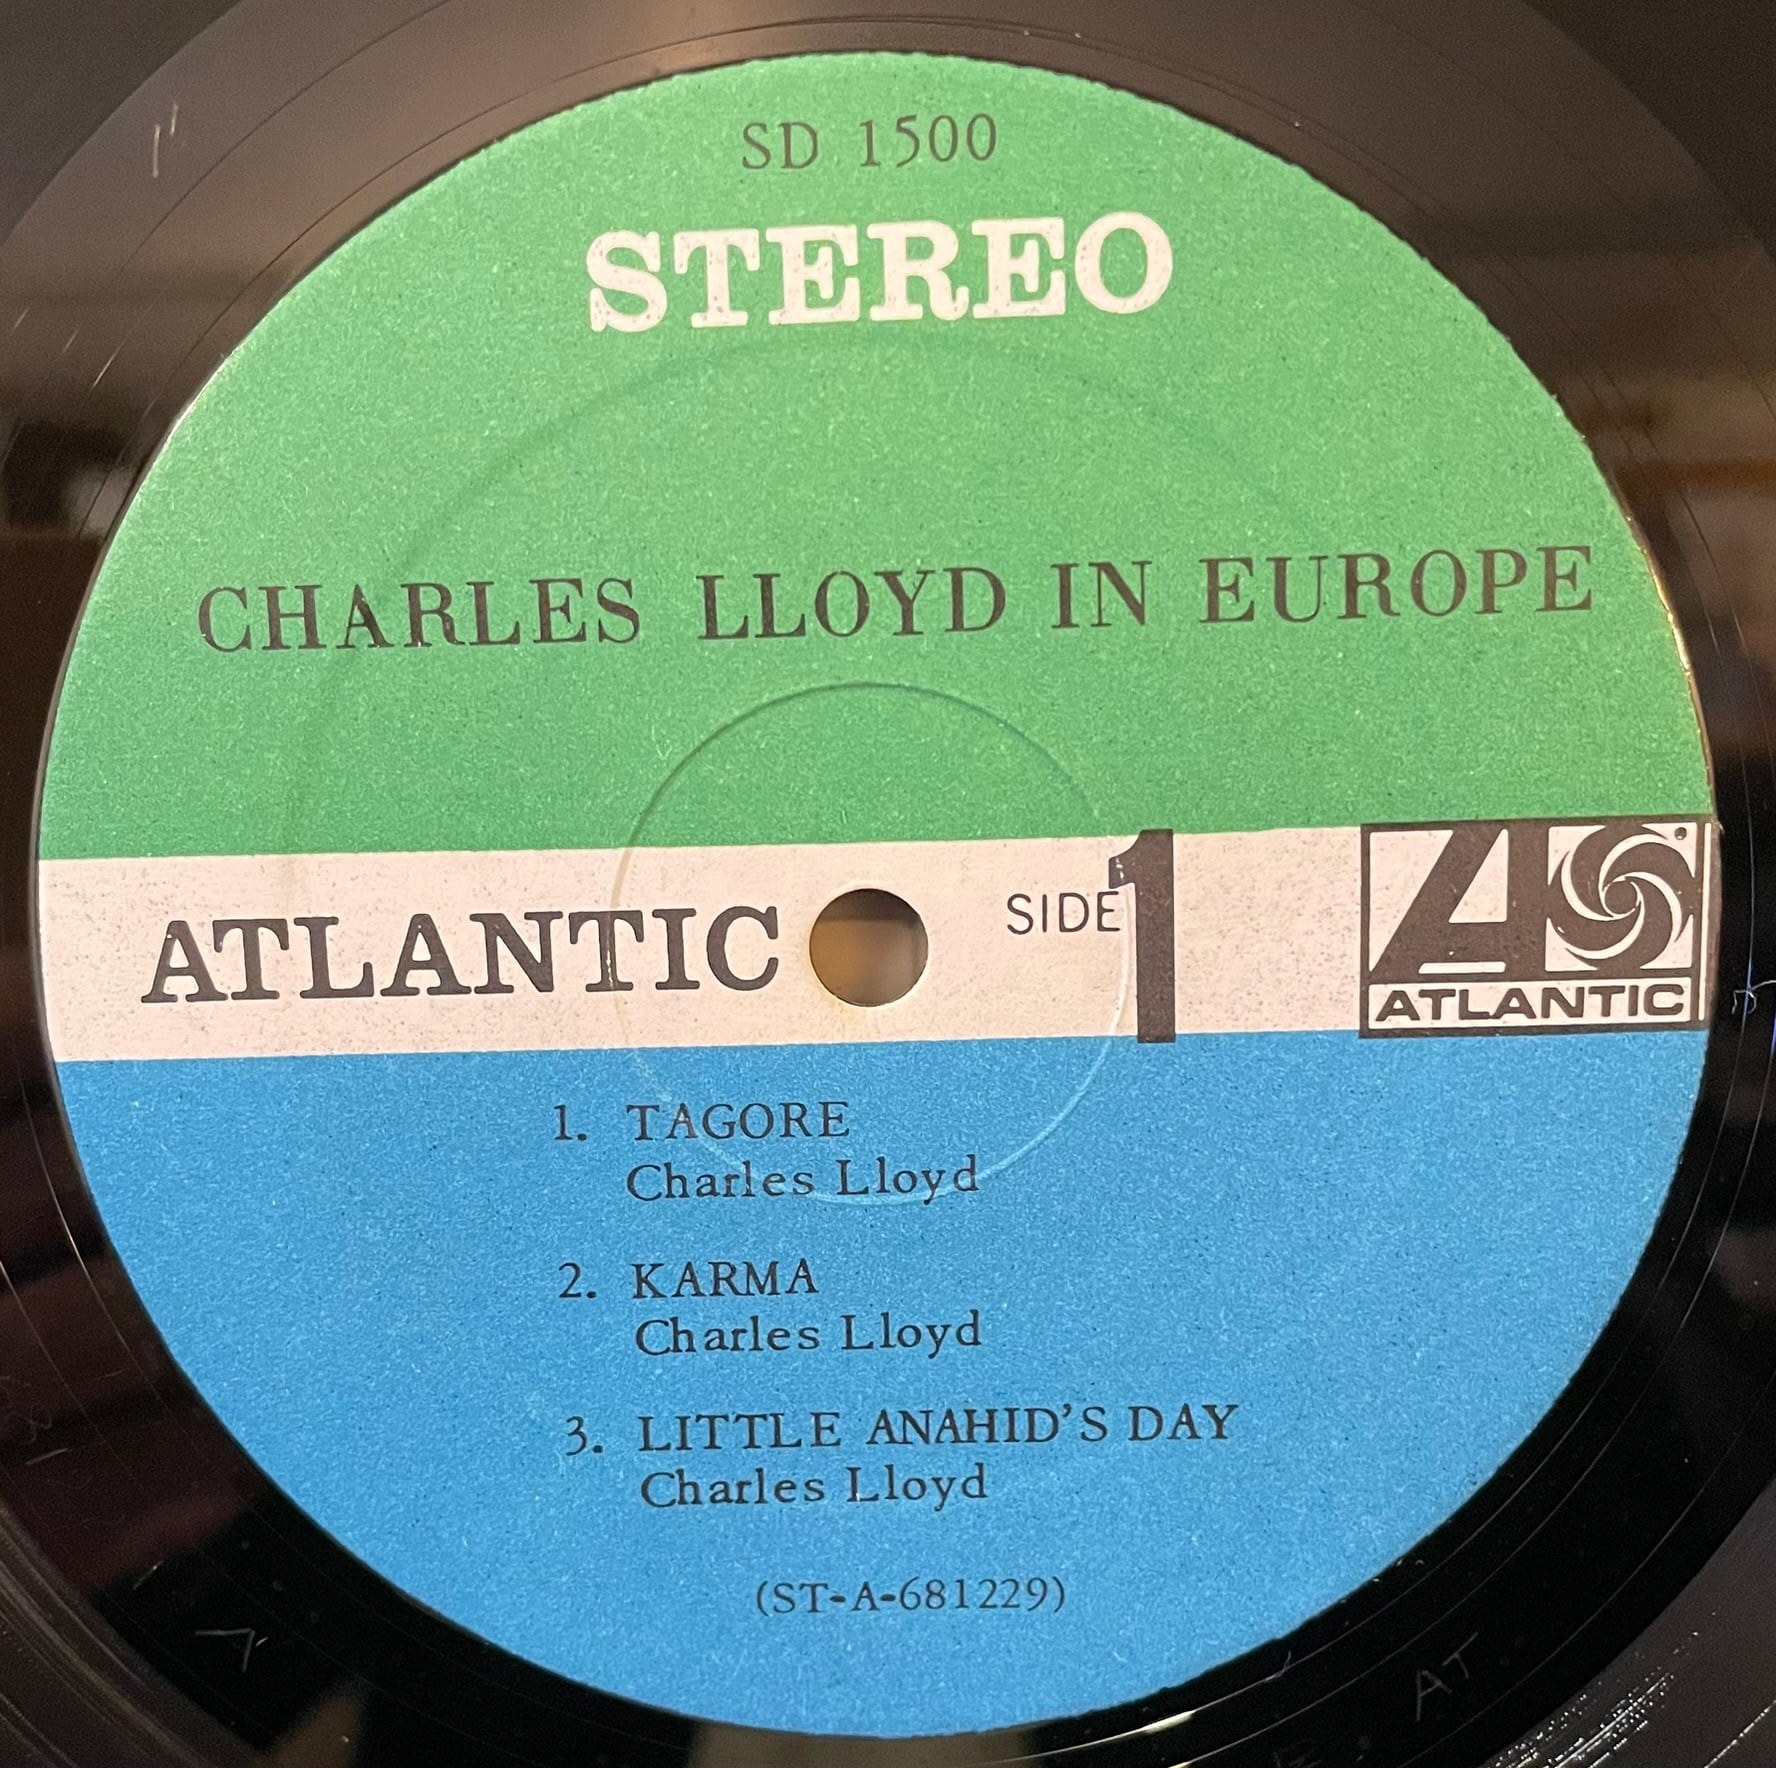 SD 1500
STEREO
CHARLES LLOYD IN EUROPE
ATLANTIC
SIDE 1
ATLANTIC
1. TAGORE
Charles Lloyd
2. KARMA
Charles Lloyd
3. LITTLE ANAHID'S DAY
Charles Lloyd
(ST-A-681229)
AT